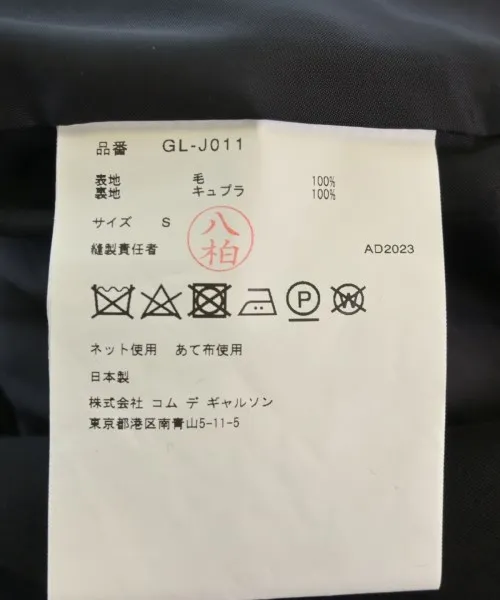 品番 GL-J011
表地 毛 100%
裏地 キュプラ 100%
サイズ S
八柏
縫製責任者 AD2023
P W
ネット使用 あて布使用
日本製
株式会社 コム デ ギャルソン
東京都港区南青山5-11-5